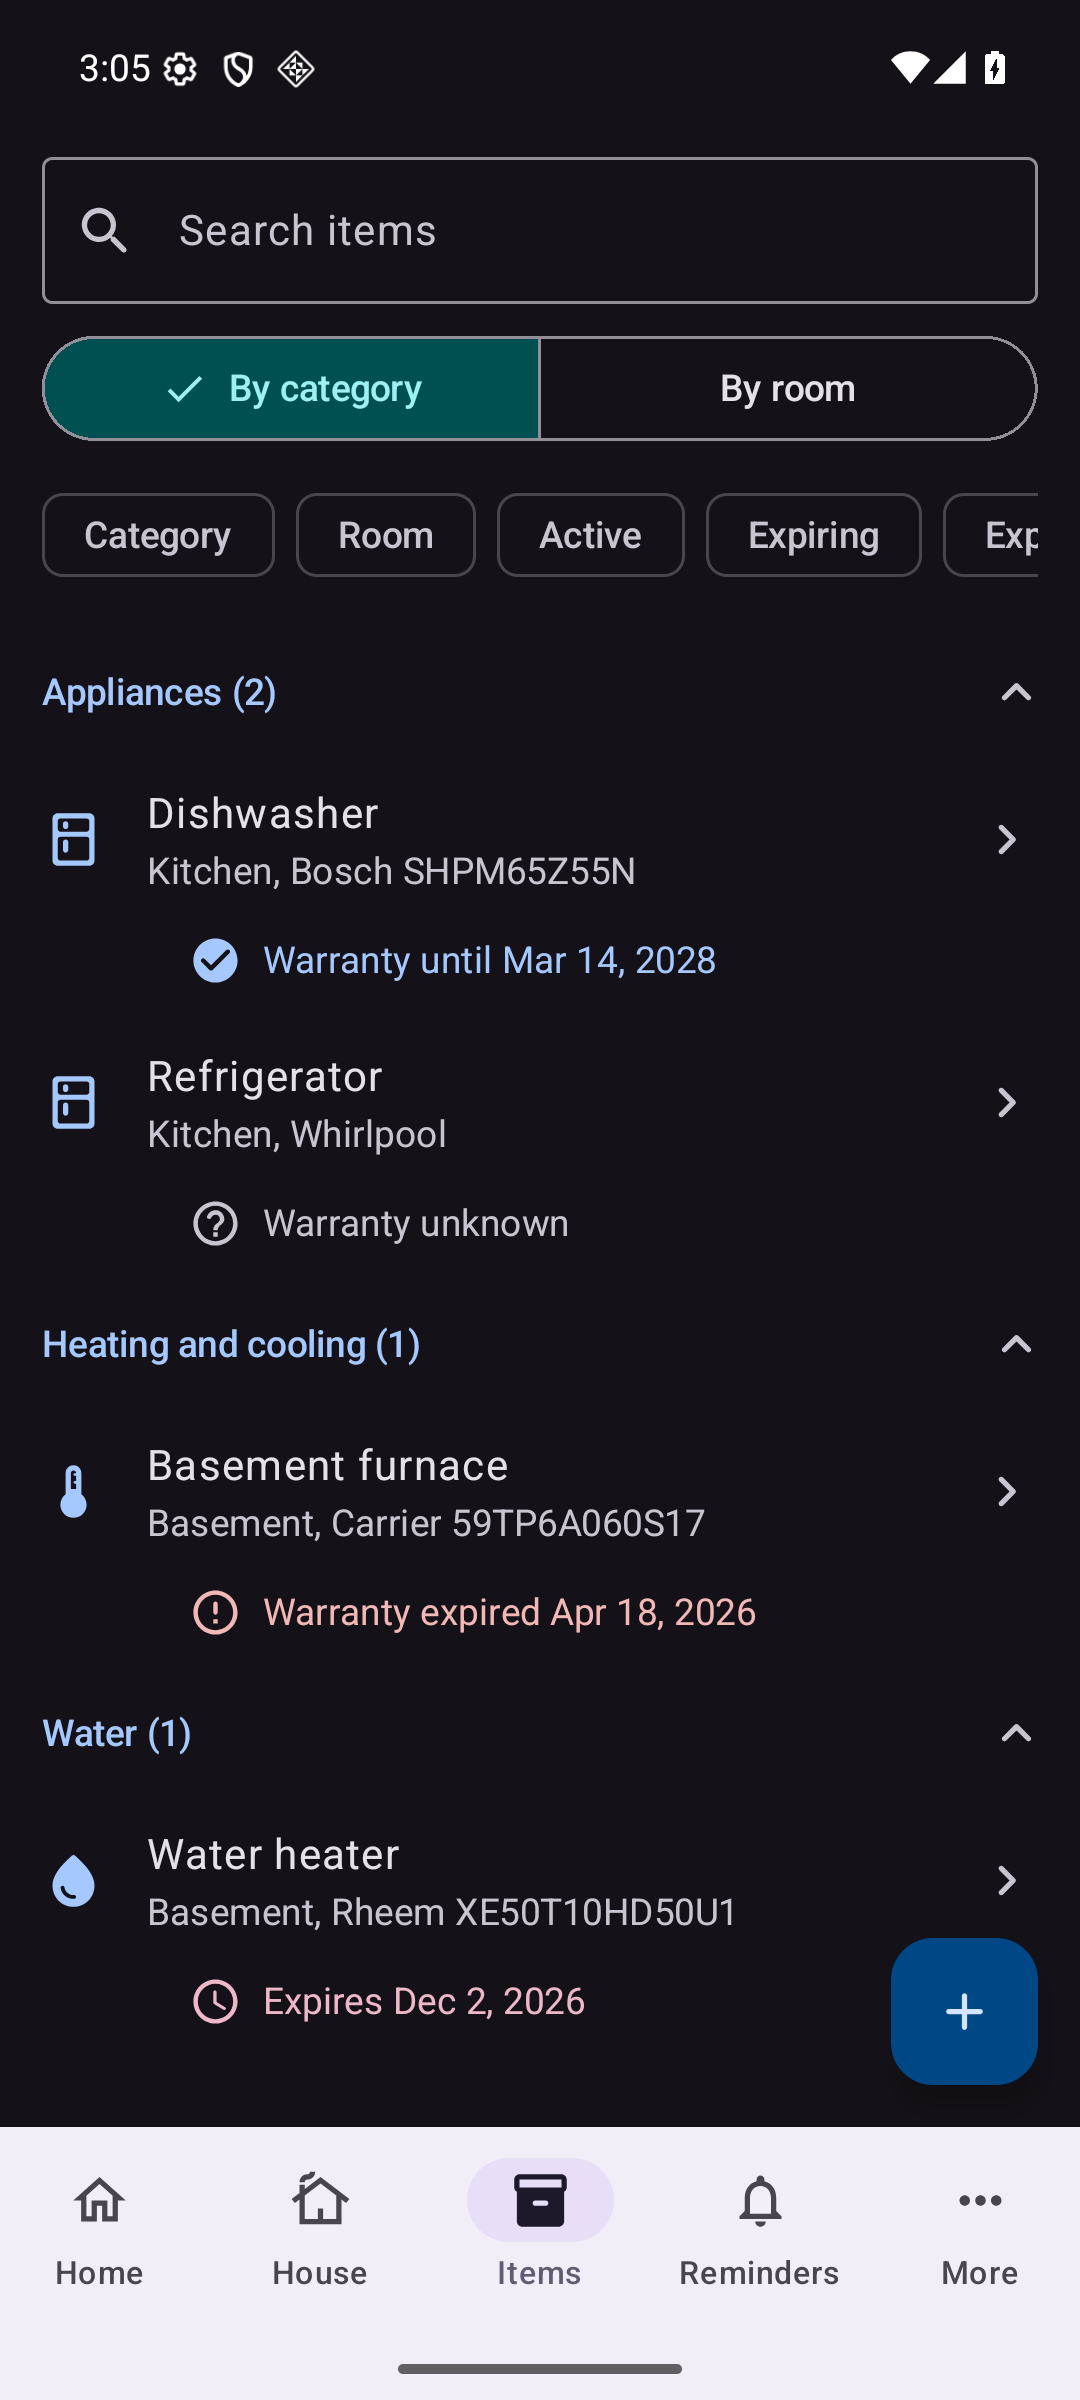 3:05
Search items
By category
By room
Category
Room
Active
Expiring
Exp
Appliances (2)
Dishwasher
Kitchen, Bosch SHPM65Z55N
Warranty until Mar 14, 2028
Refrigerator
Kitchen, Whirlpool
Warranty unknown
Heating and cooling (1)
Basement furnace
Basement, Carrier 59TP6A060S17
Warranty expired Apr 18, 2026
Water (1)
Water heater
Basement, Rheem XE50T10HD50U1
Expires Dec 2, 2026
Home
House
Items
Reminders
More